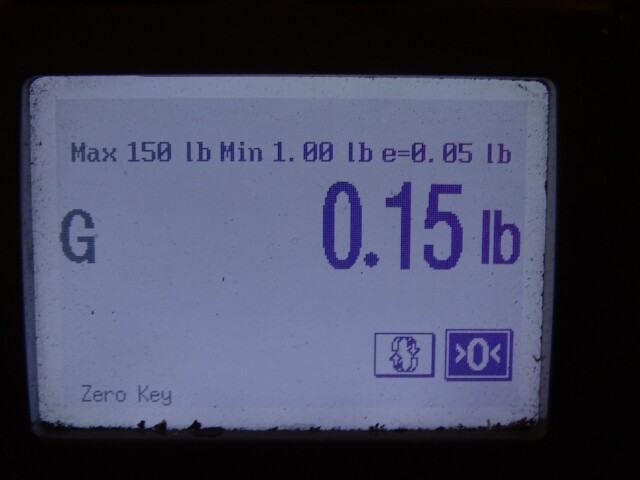 Max 150 lb Min 1.00 lb e=0.05 lb
G 0.15 lb
>0<
Zero Key